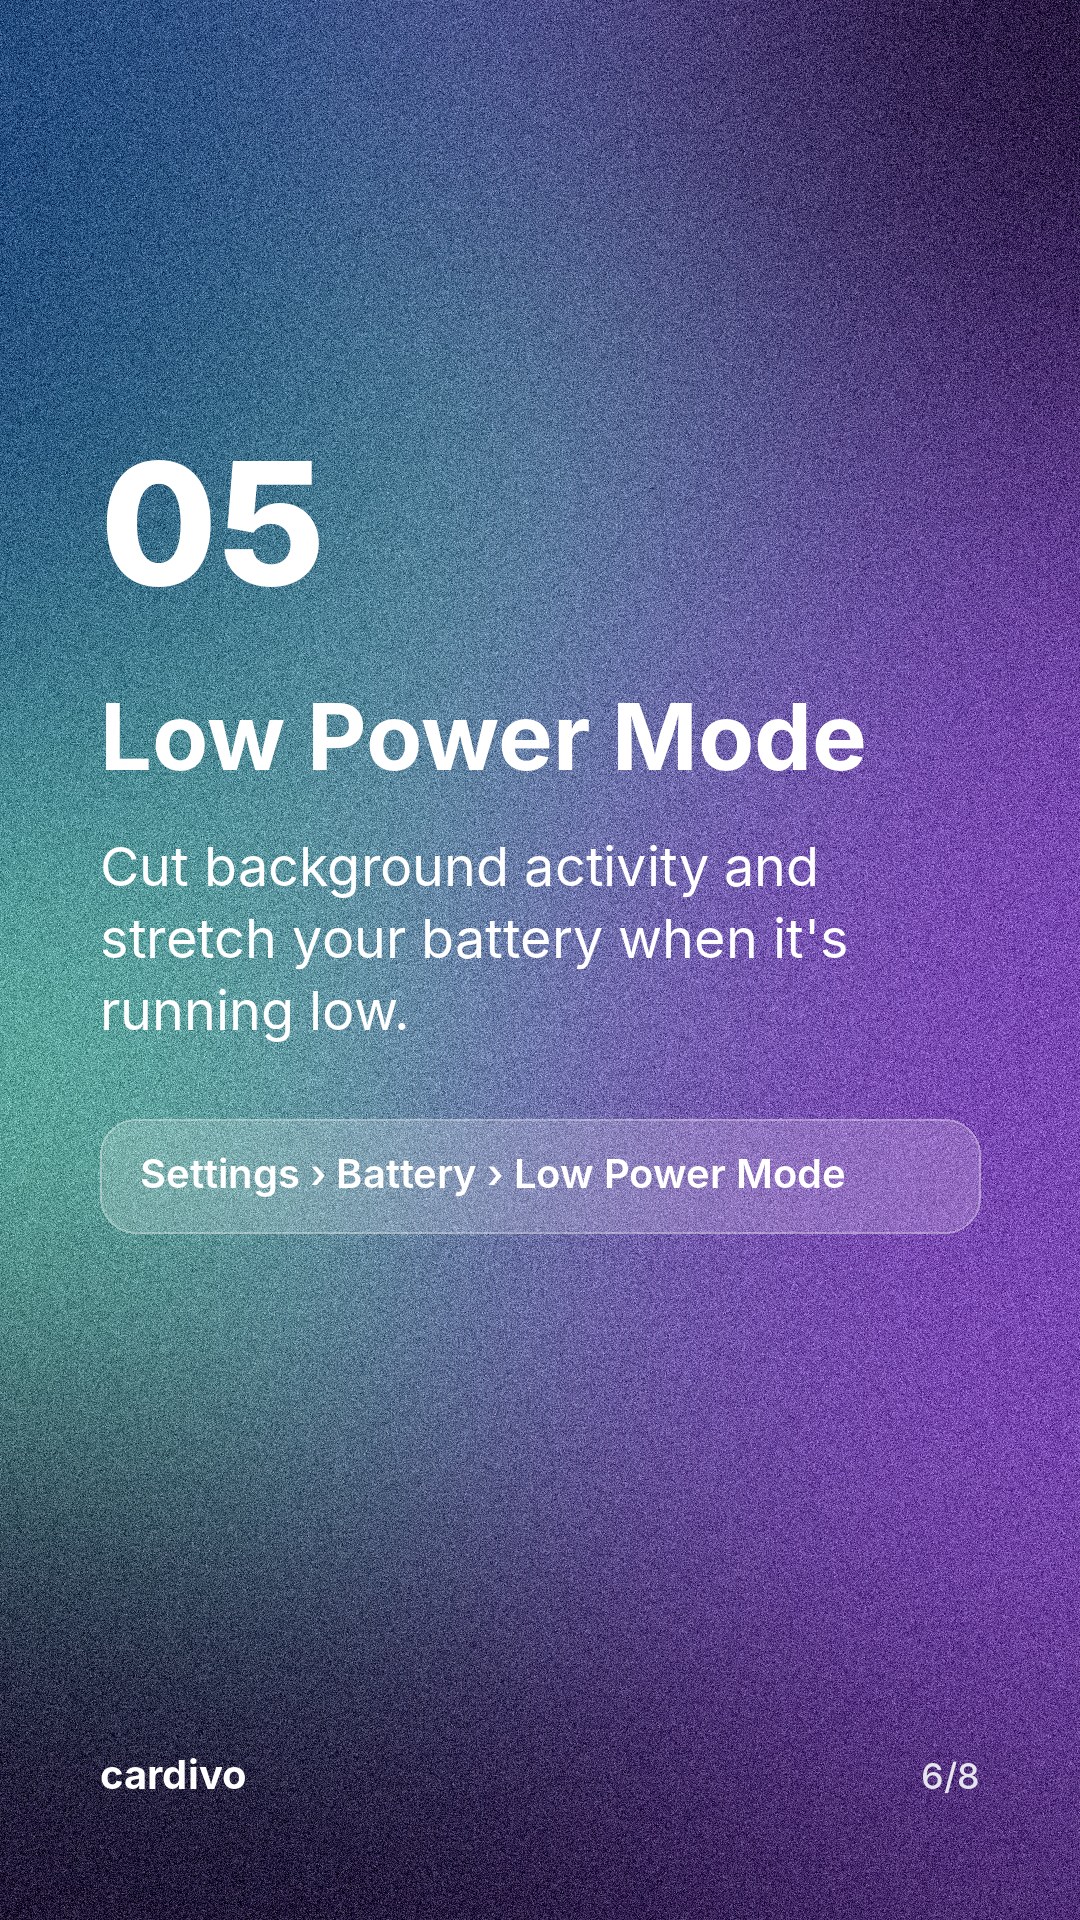 05
Low Power Mode
Cut background activity and
stretch your battery when it's
running low.
Settings › Battery › Low Power Mode
cardivo
6/8